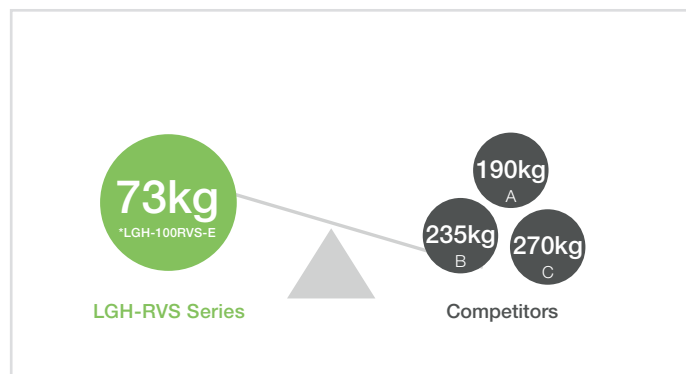 73kg
*LGH-100RVS-E
LGH-RVS Series
190kg
A
235kg
B
270kg
C
Competitors